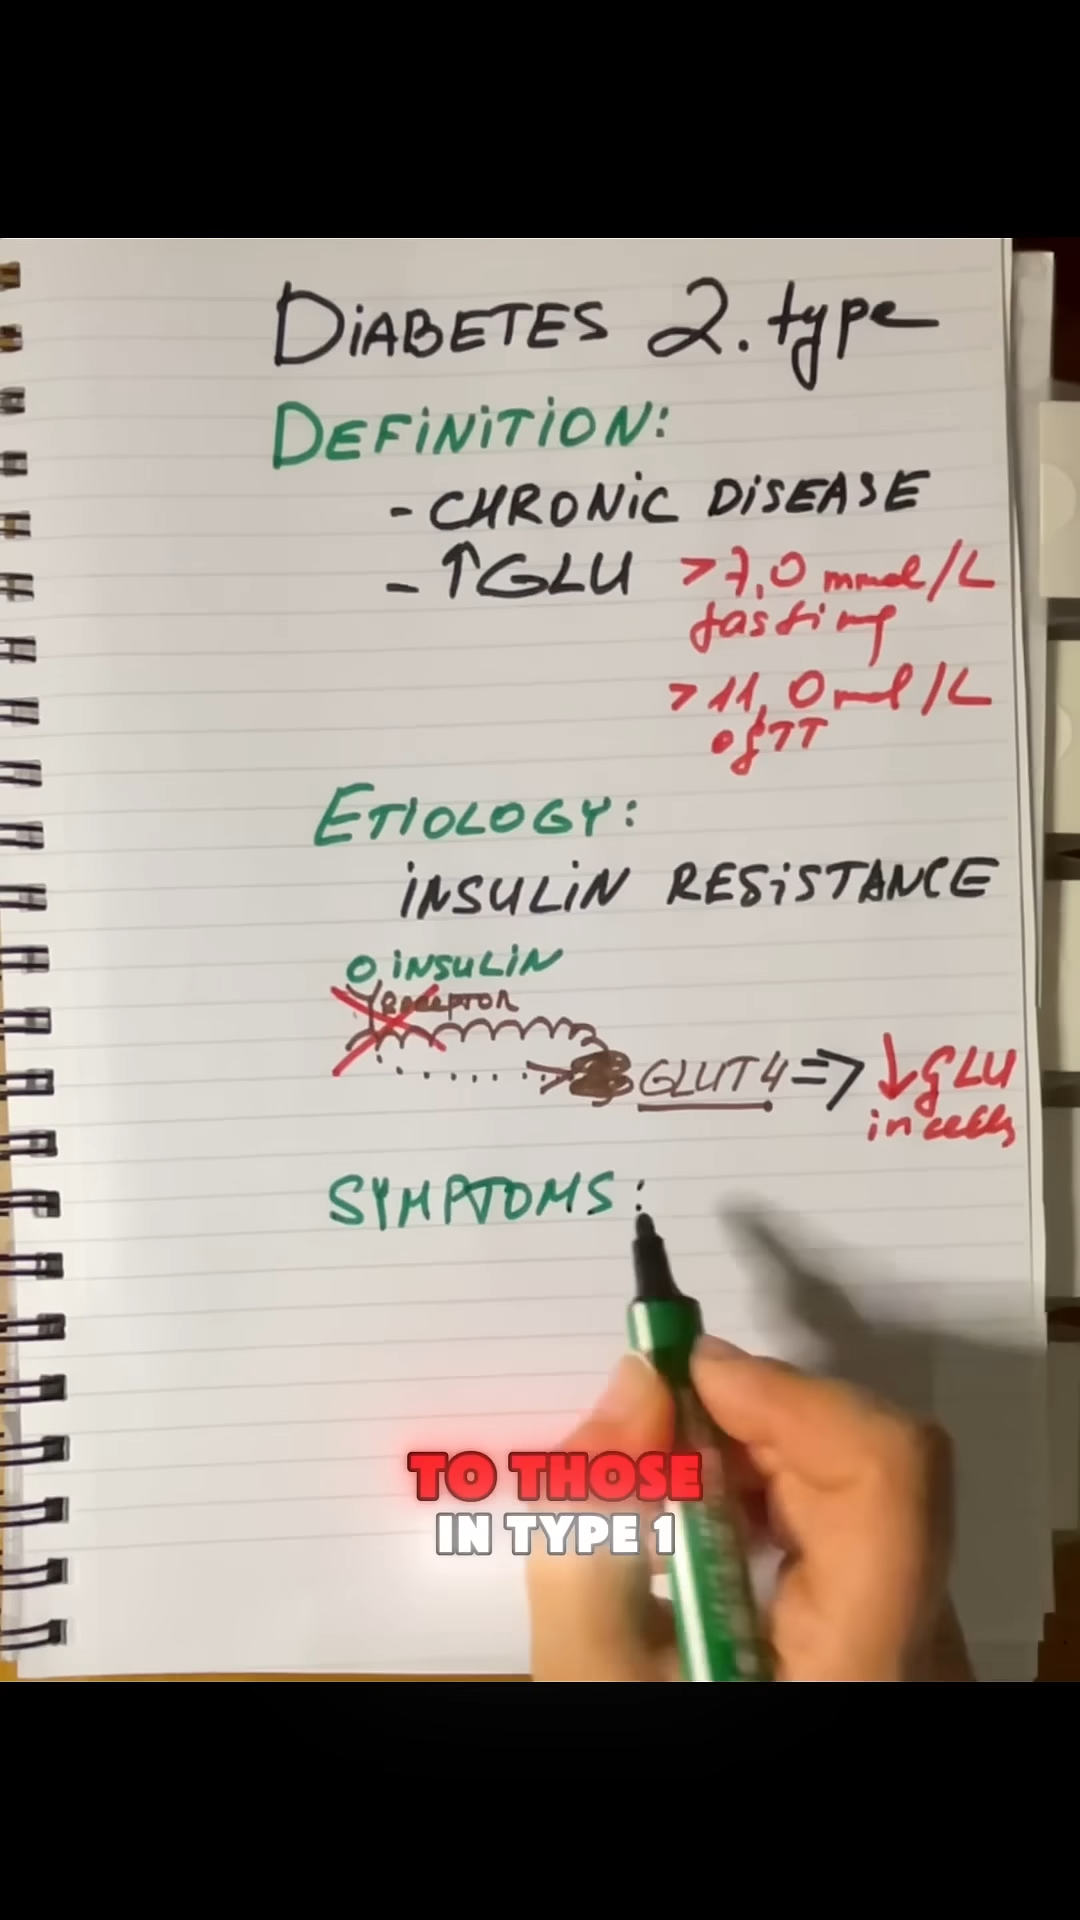 DiABETES 2. type
DEFiNiTiON:
- CHRONiC DiSEASE
- ↑GLU >7,0 mmol/L
fasting
>11,0 mol/L
ogTT
ETIOLOGY:
iNSULiN RESiSTANCE
iNSULiN
Receptor
GLUT4 => ↓gLU
in cells
SYMPTOMS:
TO THOSE
IN TYPE 1